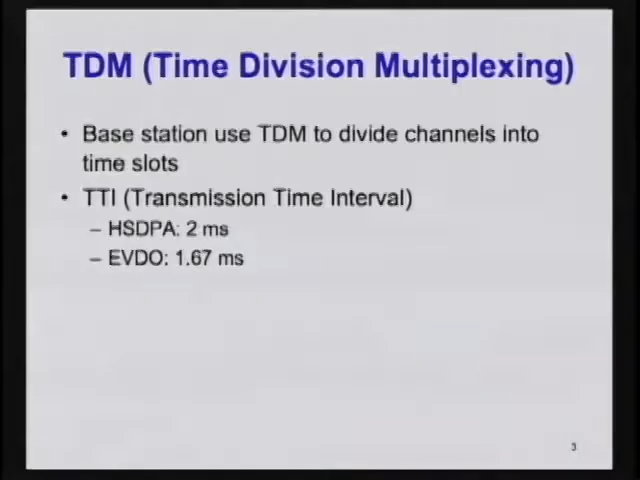 TDM (Time Division Multiplexing)
• Base station use TDM to divide channels into
time slots
• TTI (Transmission Time Interval)
– HSDPA: 2 ms
– EVDO: 1.67 ms
3